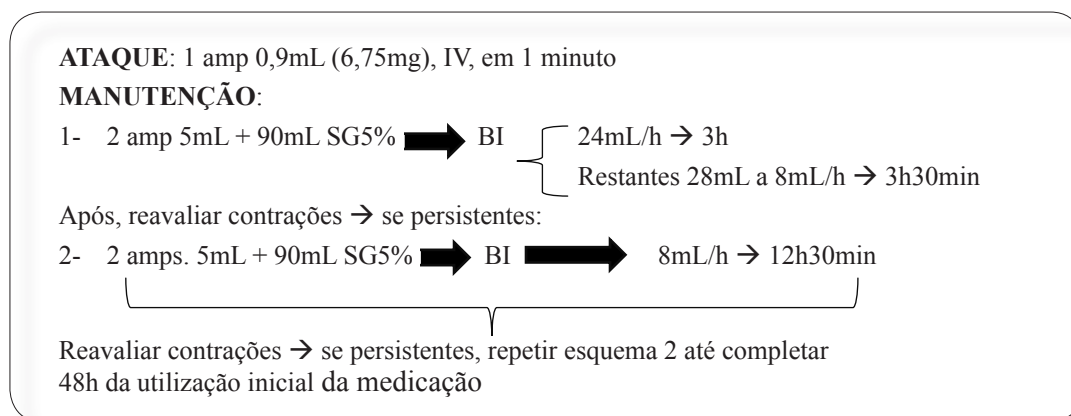 ATAQUE: 1 amp 0,9mL (6,75mg), IV, em 1 minuto
MANUTENÇÃO:
1- 2 amp 5mL + 90mL SG5% BI 24mL/h → 3h
Restantes 28mL a 8mL/h → 3h30min
Após, reavaliar contrações → se persistentes:
2- 2 amps. 5mL + 90mL SG5% BI 8mL/h → 12h30min
Reavaliar contrações → se persistentes, repetir esquema 2 até completar
48h da utilização inicial da medicação